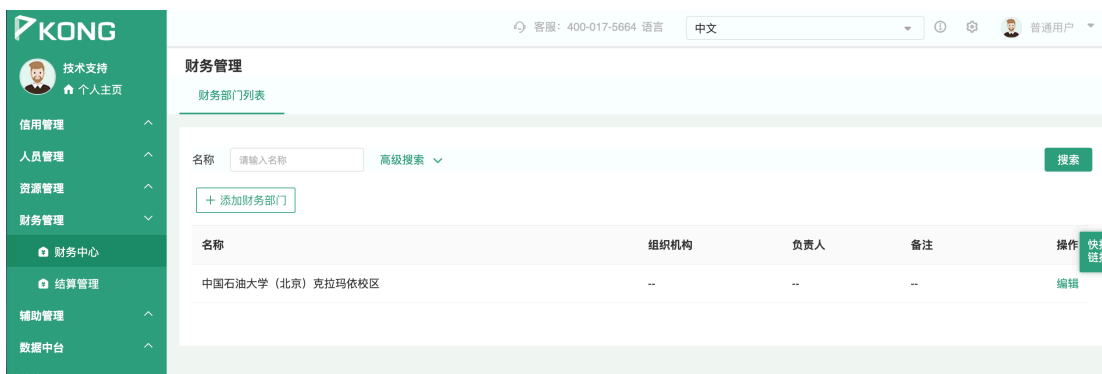 PKONG
客服：400-017-5664 语言 中文 普通用户
技术支持
个人主页
财务管理
财务部门列表
信用管理
人员管理
资源管理
财务管理
财务中心
结算管理
辅助管理
数据中台
名称 请输入名称 高级搜索 搜索
+ 添加财务部门
名称 组织机构 负责人 备注 操作
中国石油大学（北京）克拉玛依校区 -- -- -- 编辑
快捷
链接